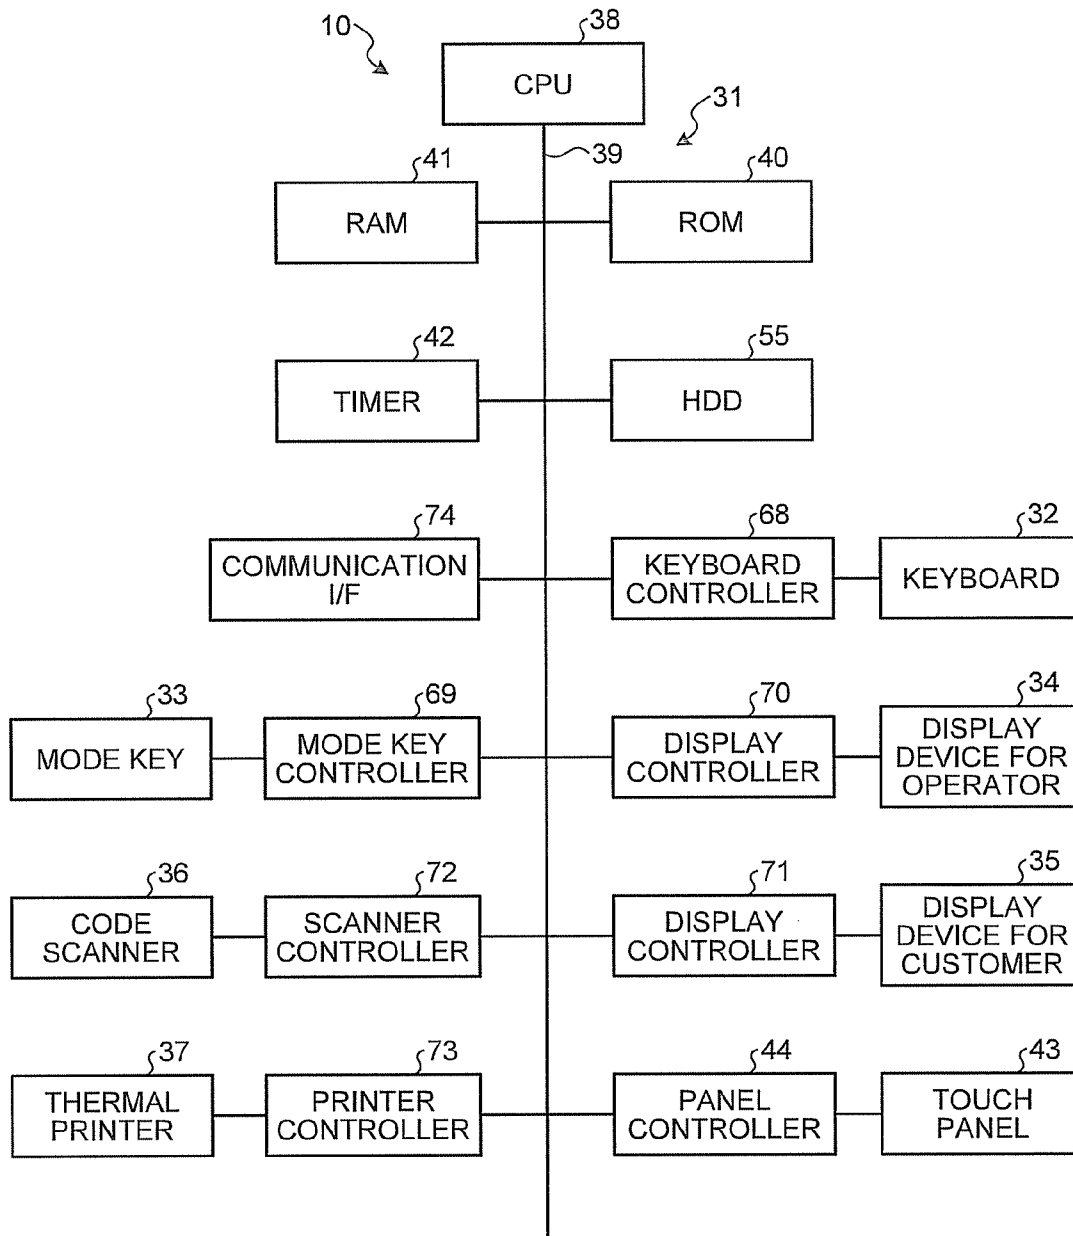 10
38
CPU
31
39
41
RAM
40
ROM
42
TIMER
55
HDD
74
COMMUNICATION
I/F
68
KEYBOARD
CONTROLLER
32
KEYBOARD
33
MODE KEY
69
MODE KEY
CONTROLLER
70
DISPLAY
CONTROLLER
34
DISPLAY
DEVICE FOR
OPERATOR
36
CODE
SCANNER
72
SCANNER
CONTROLLER
71
DISPLAY
CONTROLLER
35
DISPLAY
DEVICE FOR
CUSTOMER
37
THERMAL
PRINTER
73
PRINTER
CONTROLLER
44
PANEL
CONTROLLER
43
TOUCH
PANEL